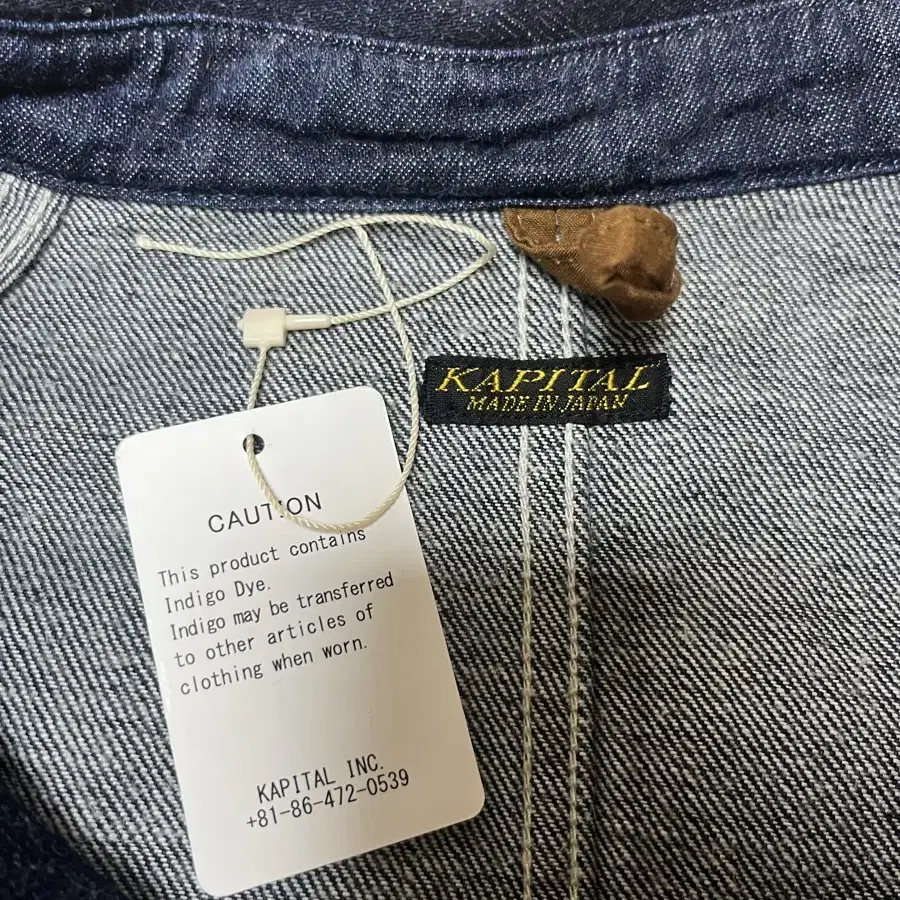 KAPITAL
MADE IN JAPAN
CAUTION
This product contains
Indigo Dye.
Indigo may be transferred
to other articles of
clothing when worn.
KAPITAL INC.
+81-86-472-0539